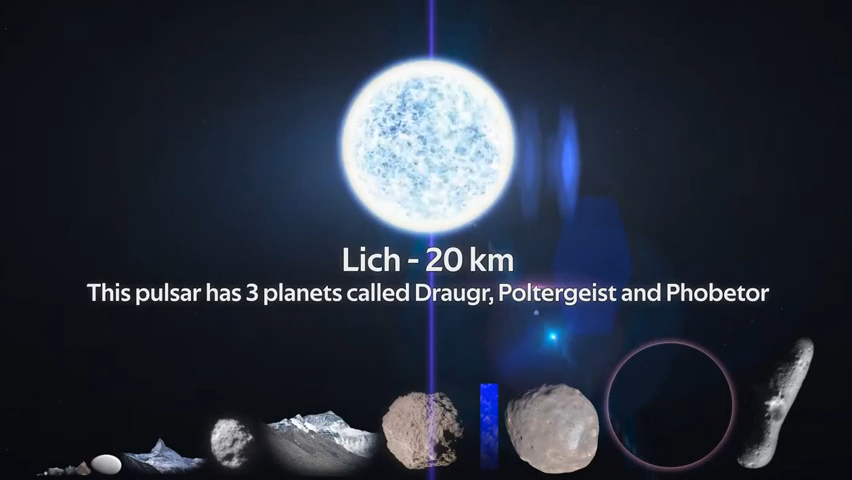 Lich - 20 km
This pulsar has 3 planets called Draugr, Poltergeist and Phobetor